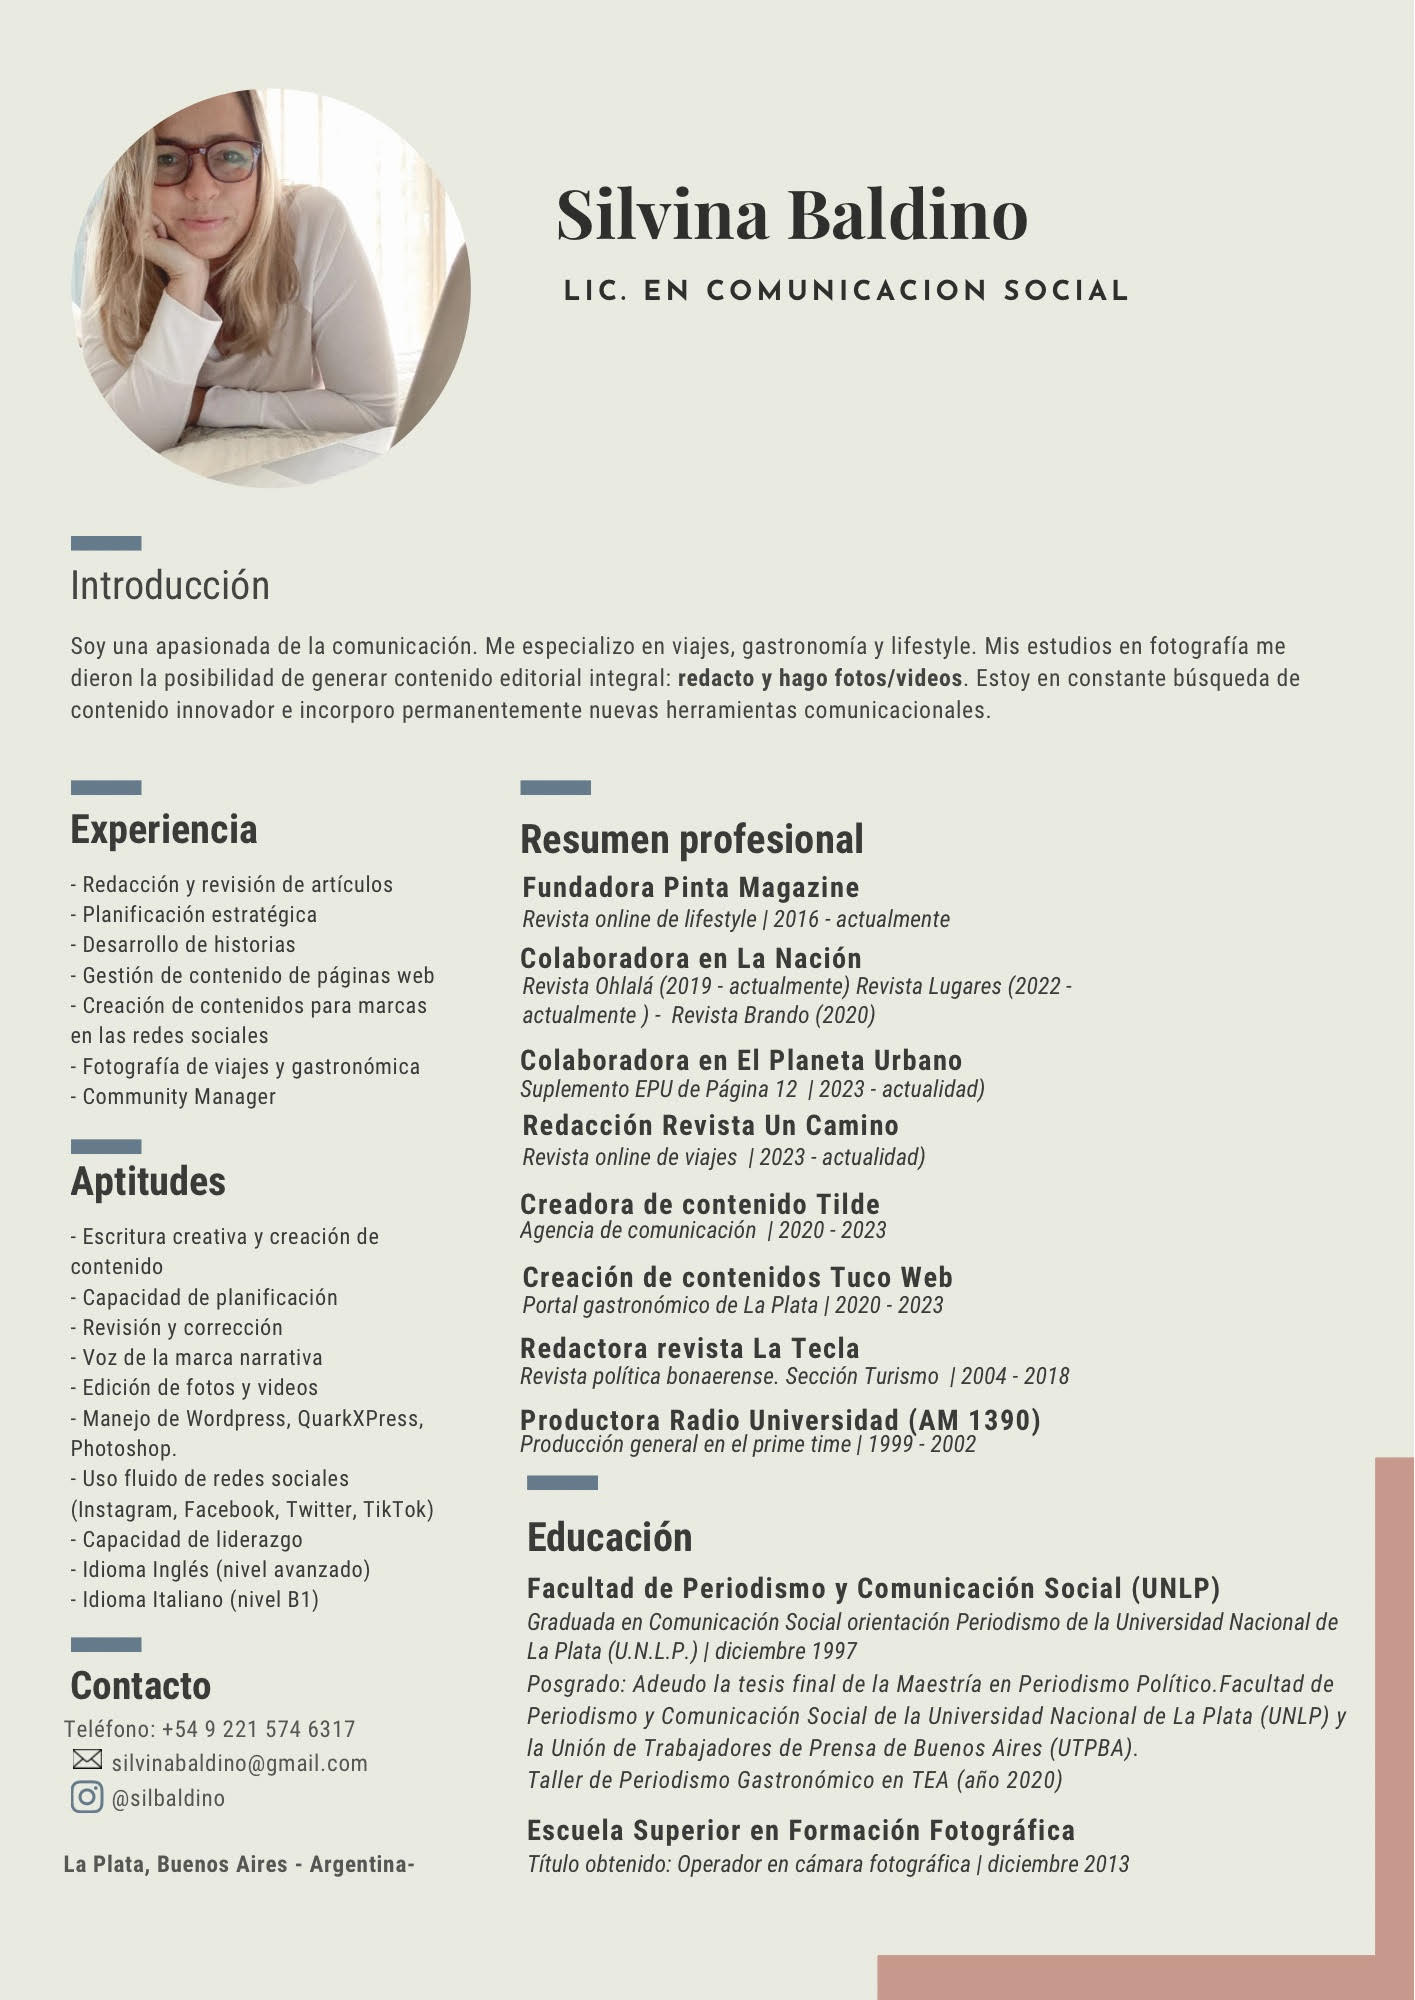 Silvina Baldino
LIC. EN COMUNICACION SOCIAL
Introducción
Soy una apasionada de la comunicación. Me especializo en viajes, gastronomía y lifestyle. Mis estudios en fotografía me
dieron la posibilidad de generar contenido editorial integral: redacto y hago fotos/videos. Estoy en constante búsqueda de
contenido innovador e incorporo permanentemente nuevas herramientas comunicacionales.
Experiencia
- Redacción y revisión de artículos
- Planificación estratégica
- Desarrollo de historias
- Gestión de contenido de páginas web
- Creación de contenidos para marcas
en las redes sociales
- Fotografía de viajes y gastronómica
- Community Manager
Aptitudes
- Escritura creativa y creación de
contenido
- Capacidad de planificación
- Revisión y corrección
- Voz de la marca narrativa
- Edición de fotos y videos
- Manejo de Wordpress, QuarkXPress,
Photoshop.
- Uso fluido de redes sociales
(Instagram, Facebook, Twitter, TikTok)
- Capacidad de liderazgo
- Idioma Inglés (nivel avanzado)
- Idioma Italiano (nivel B1)
Contacto
Teléfono: +54 9 221 574 6317
silvinabaldino@gmail.com
@silbaldino
La Plata, Buenos Aires - Argentina-
Resumen profesional
Fundadora Pinta Magazine
Revista online de lifestyle | 2016 - actualmente
Colaboradora en La Nación
Revista Ohlalá (2019 - actualmente) Revista Lugares (2022 -
actualmente ) - Revista Brando (2020)
Colaboradora en El Planeta Urbano
Suplemento EPU de Página 12 | 2023 - actualidad)
Redacción Revista Un Camino
Revista online de viajes | 2023 - actualidad)
Creadora de contenido Tilde
Agencia de comunicación | 2020 - 2023
Creación de contenidos Tuco Web
Portal gastronómico de La Plata | 2020 - 2023
Redactora revista La Tecla
Revista política bonaerense. Sección Turismo | 2004 - 2018
Productora Radio Universidad (AM 1390)
Producción general en el prime time | 1999 - 2002
Educación
Facultad de Periodismo y Comunicación Social (UNLP)
Graduada en Comunicación Social orientación Periodismo de la Universidad Nacional de
La Plata (U.N.L.P.) | diciembre 1997
Posgrado: Adeudo la tesis final de la Maestría en Periodismo Político.Facultad de
Periodismo y Comunicación Social de la Universidad Nacional de La Plata (UNLP) y
la Unión de Trabajadores de Prensa de Buenos Aires (UTPBA).
Taller de Periodismo Gastronómico en TEA (año 2020)
Escuela Superior en Formación Fotográfica
Título obtenido: Operador en cámara fotográfica | diciembre 2013